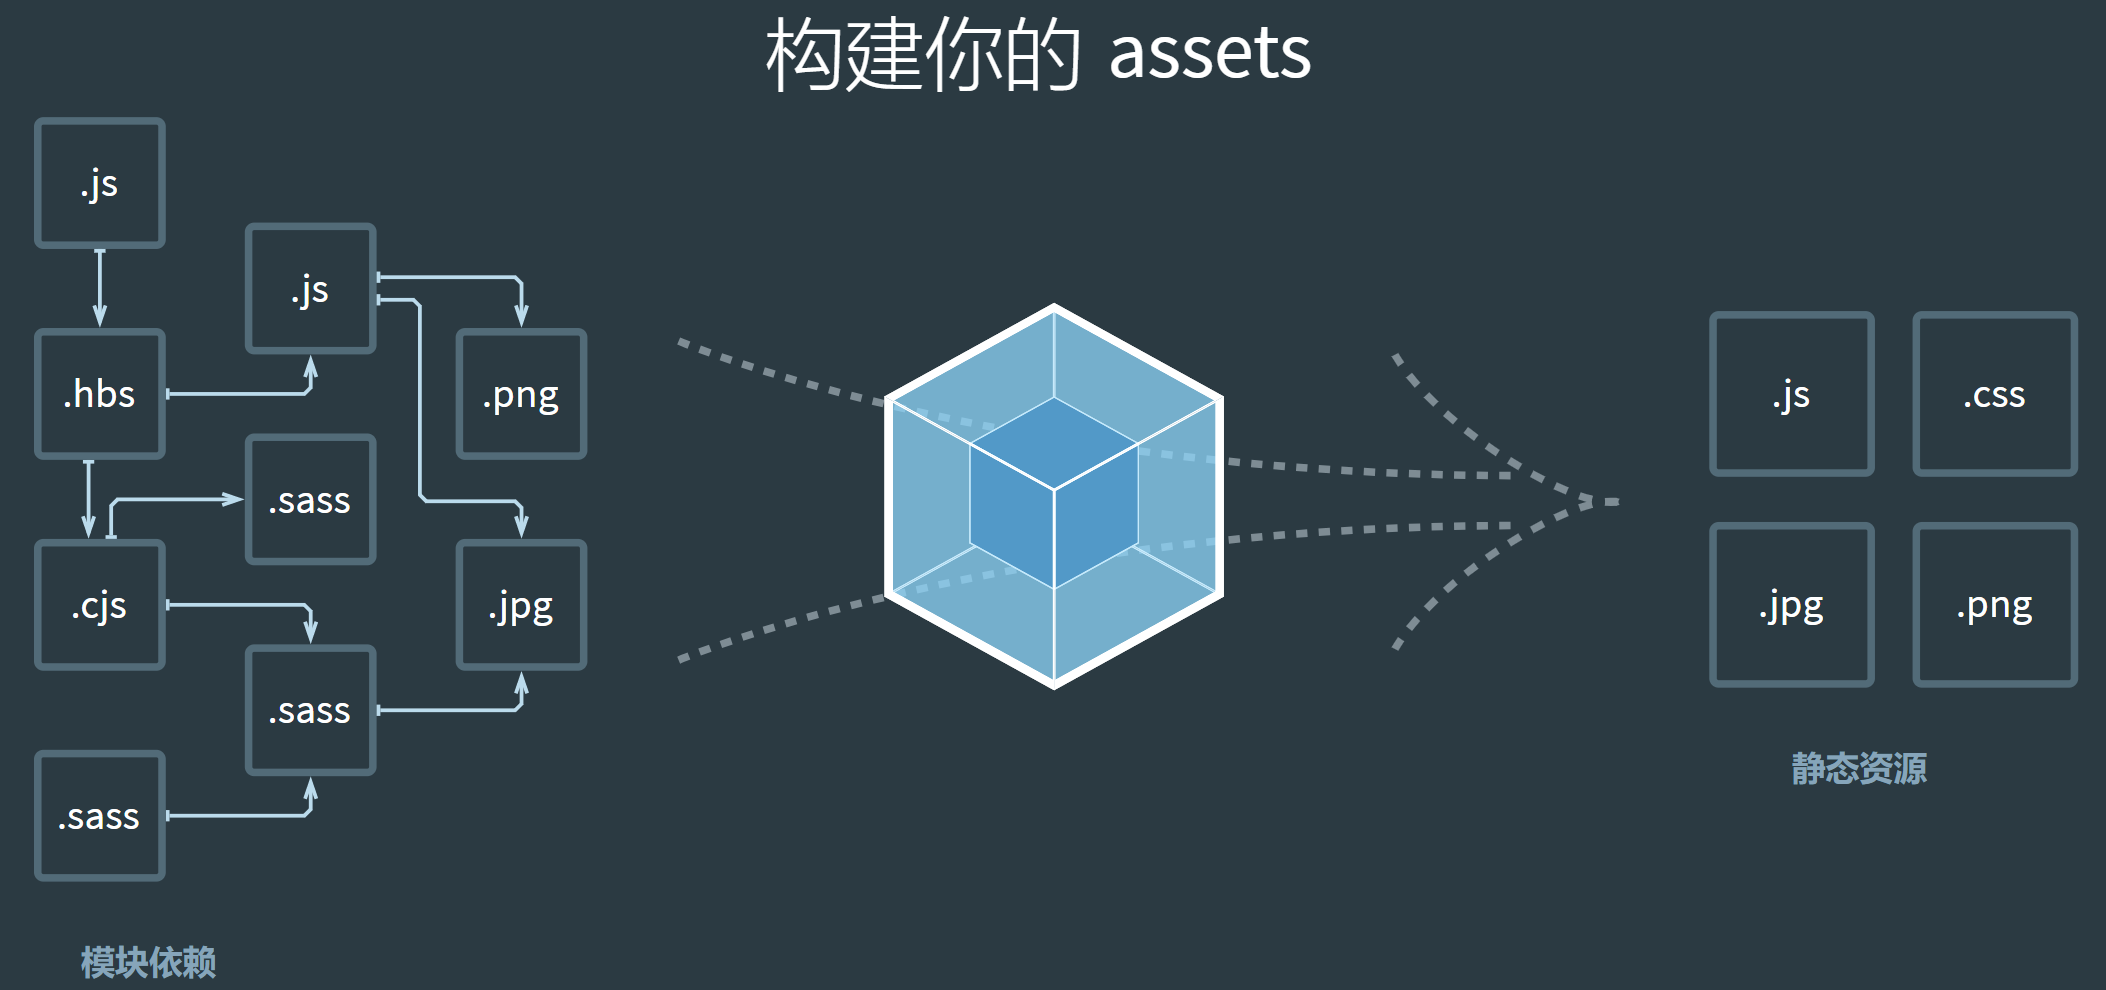 构建你的 assets
.js
.js
.hbs
.png
.sass
.cjs
.jpg
.sass
.sass
模块依赖
.js
.css
.jpg
.png
静态资源